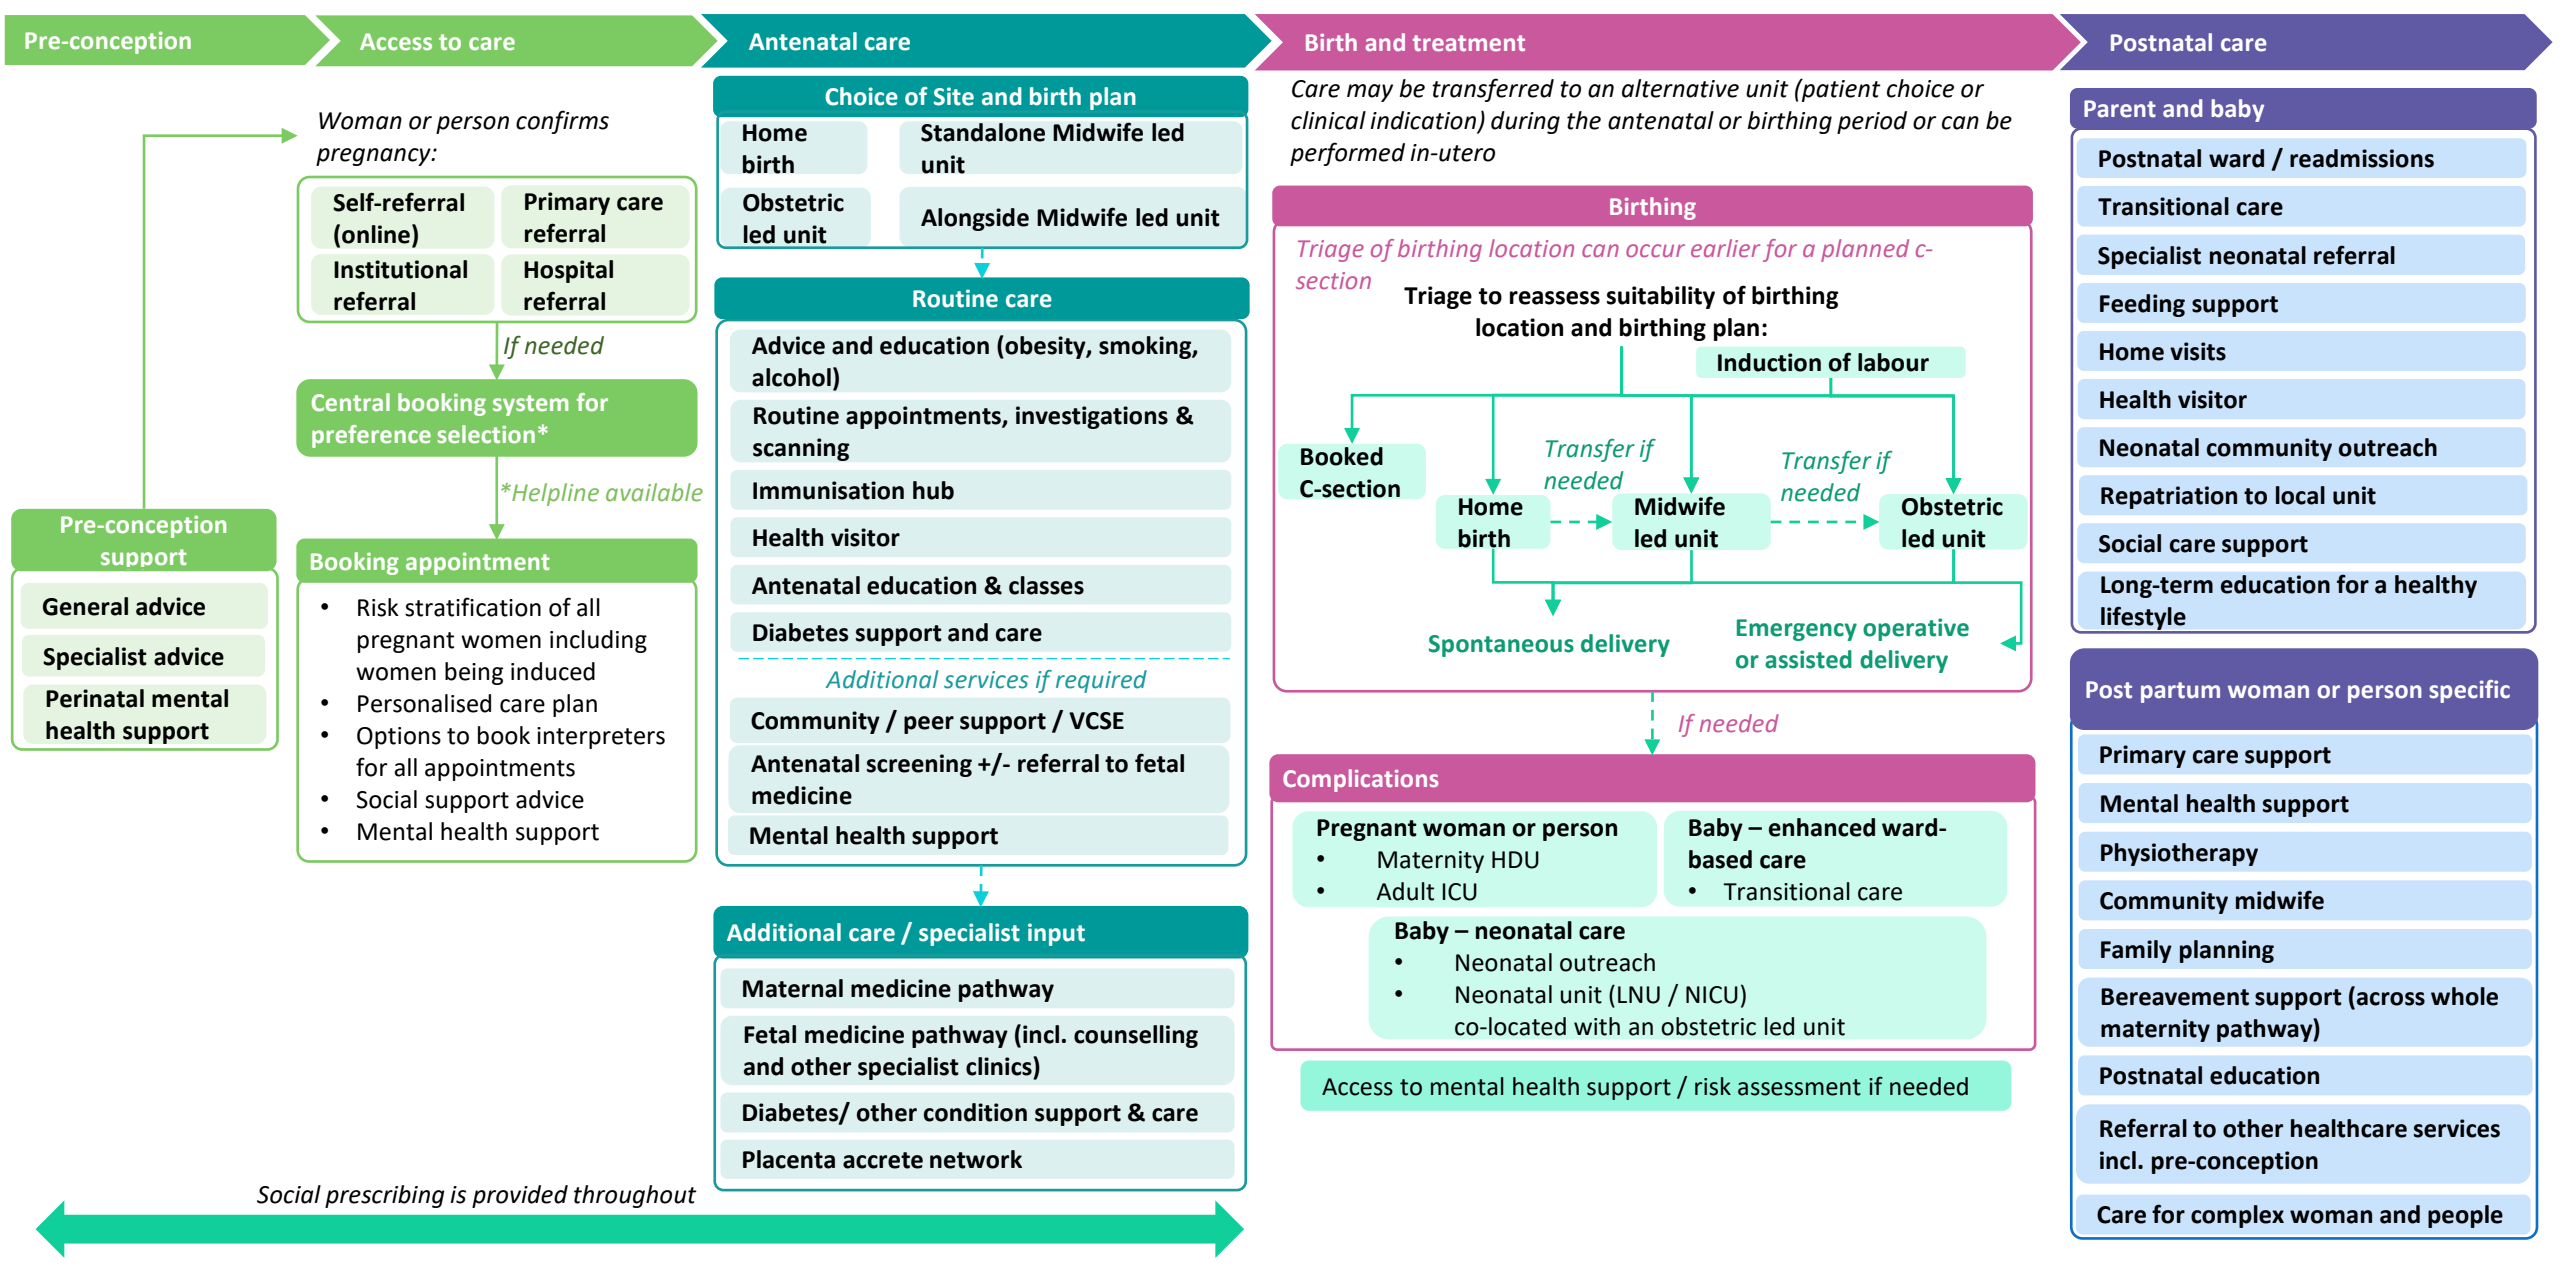 Pre-conception
Access to care
Antenatal care
Birth and treatment
Postnatal care
Pre-conception
support
General advice
Specialist advice
Perinatal mental
health support
Woman or person confirms
pregnancy:
Self-referral
(online)
Primary care
referral
Institutional
referral
Hospital
referral
If needed
Central booking system for
preference selection*
*Helpline available
Booking appointment
• Risk stratification of all
pregnant women including
women being induced
• Personalised care plan
• Options to book interpreters
for all appointments
• Social support advice
• Mental health support
Social prescribing is provided throughout
Choice of Site and birth plan
Home
birth
Standalone Midwife led
unit
Obstetric
led unit
Alongside Midwife led unit
Routine care
Advice and education (obesity, smoking,
alcohol)
Routine appointments, investigations &
scanning
Immunisation hub
Health visitor
Antenatal education & classes
Diabetes support and care
Additional services if required
Community / peer support / VCSE
Antenatal screening +/- referral to fetal
medicine
Mental health support
Additional care / specialist input
Maternal medicine pathway
Fetal medicine pathway (incl. counselling
and other specialist clinics)
Diabetes/ other condition support & care
Placenta accrete network
Care may be transferred to an alternative unit (patient choice or
clinical indication) during the antenatal or birthing period or can be
performed in-utero
Birthing
Triage of birthing location can occur earlier for a planned c-
section
Triage to reassess suitability of birthing
location and birthing plan:
Induction of labour
Booked
C-section
Transfer if
needed
Transfer if
needed
Home
birth
Midwife
led unit
Obstetric
led unit
Spontaneous delivery
Emergency operative
or assisted delivery
If needed
Complications
Pregnant woman or person
• Maternity HDU
• Adult ICU
Baby – enhanced ward-
based care
• Transitional care
Baby – neonatal care
• Neonatal outreach
• Neonatal unit (LNU / NICU)
co-located with an obstetric led unit
Access to mental health support / risk assessment if needed
Parent and baby
Postnatal ward / readmissions
Transitional care
Specialist neonatal referral
Feeding support
Home visits
Health visitor
Neonatal community outreach
Repatriation to local unit
Social care support
Long-term education for a healthy
lifestyle
Post partum woman or person specific
Primary care support
Mental health support
Physiotherapy
Community midwife
Family planning
Bereavement support (across whole
maternity pathway)
Postnatal education
Referral to other healthcare services
incl. pre-conception
Care for complex woman and people